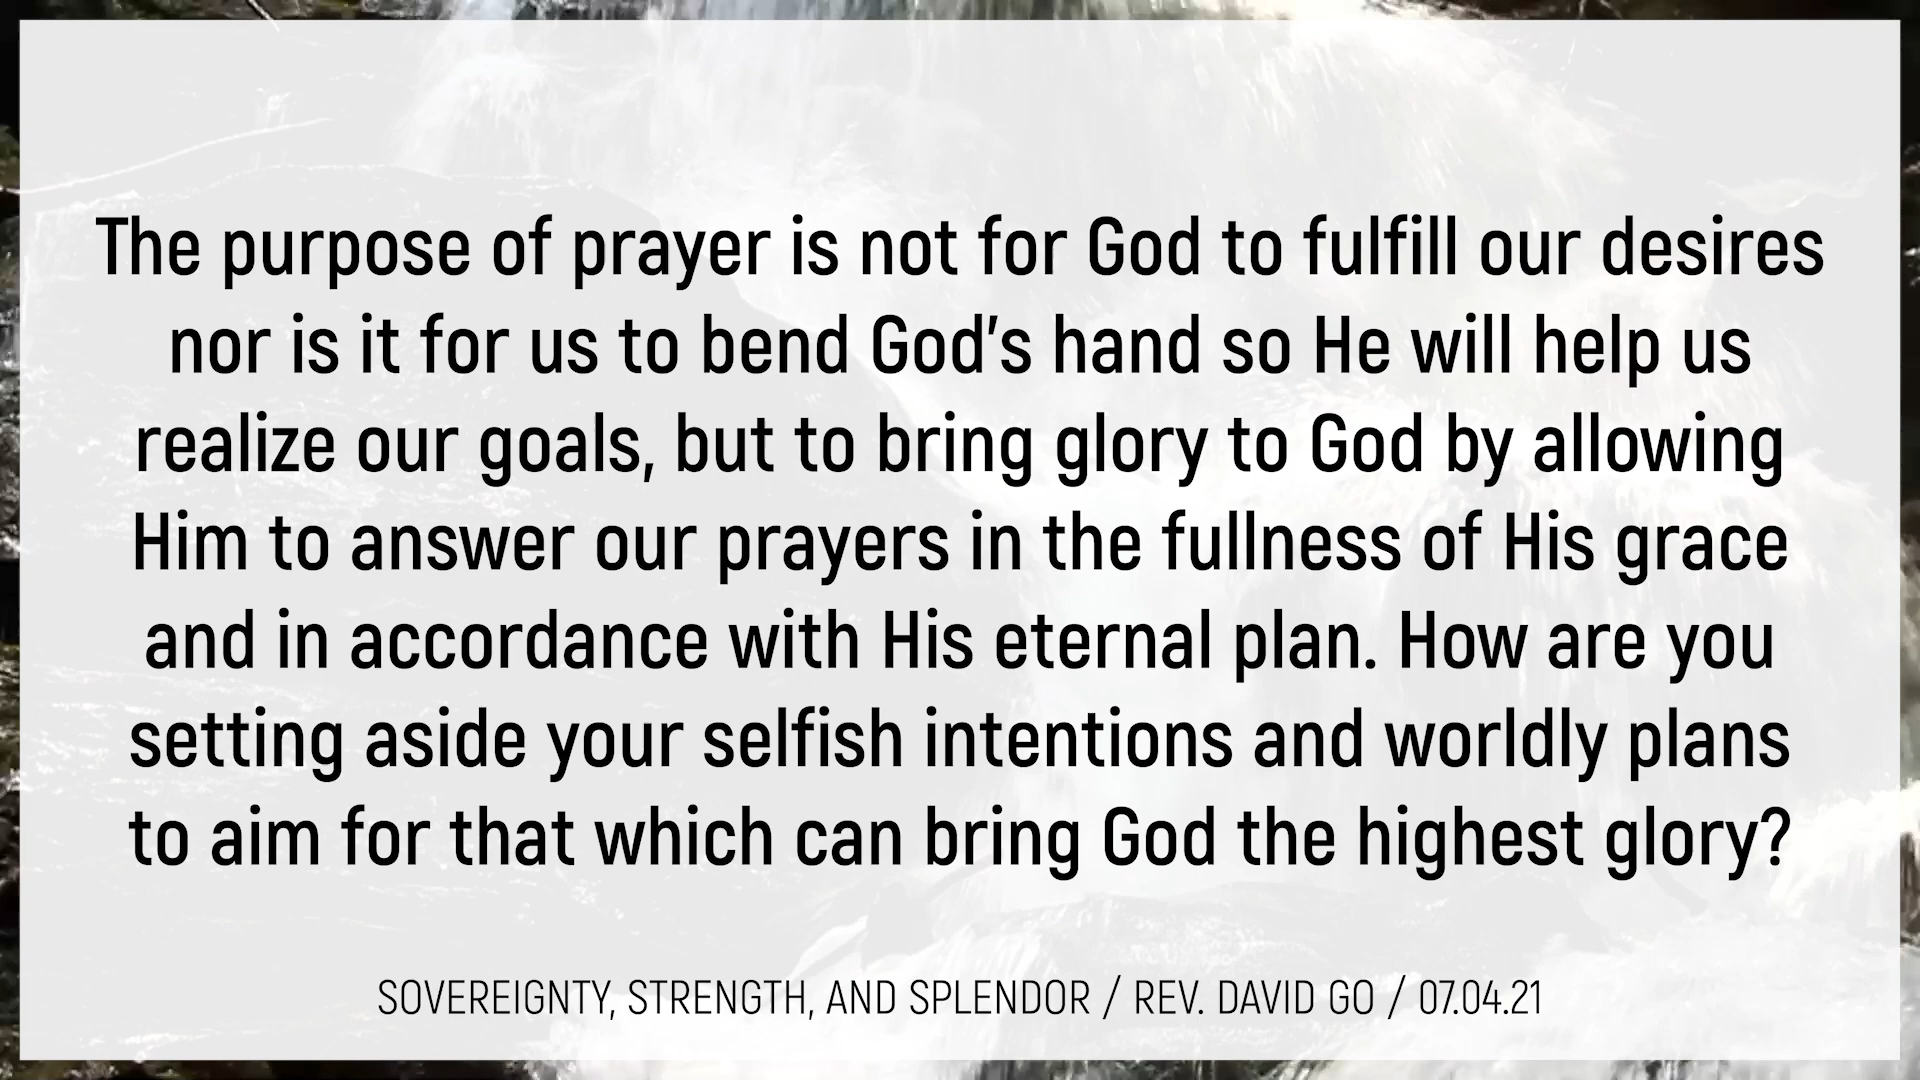 The purpose of prayer is not for God to fulfill our desires
nor is it for us to bend God's hand so He will help us
realize our goals, but to bring glory to God by allowing
Him to answer our prayers in the fullness of His grace
and in accordance with His eternal plan. How are you
setting aside your selfish intentions and worldly plans
to aim for that which can bring God the highest glory?
SOVEREIGNTY, STRENGTH, AND SPLENDOR / REV. DAVID GO / 07.04.21